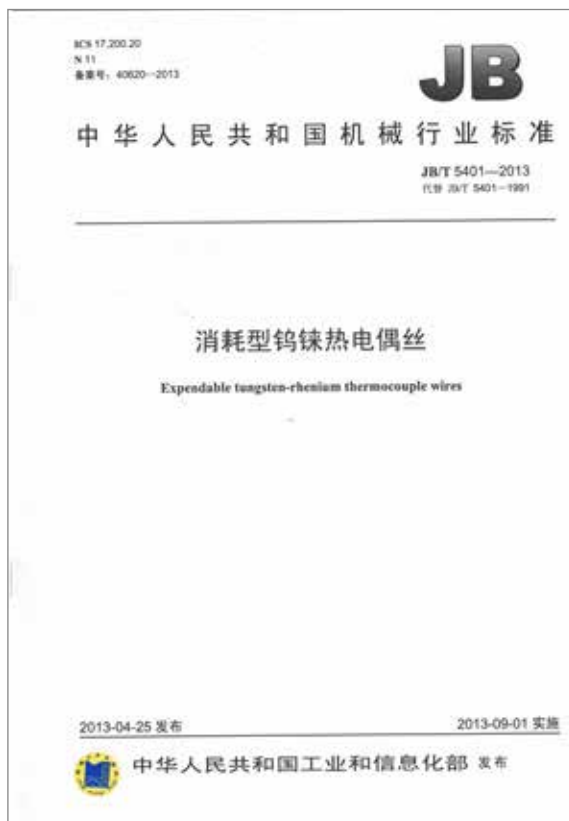 ICS 17.200.20
N 11
备案号：40620—2013
JB
中华人民共和国机械行业标准
JB/T 5401—2013
代替 JB/T 5401—1991
消耗型钨铼热电偶丝
Expendable tungsten-rhenium thermocouple wires
2013-04-25 发布
2013-09-01 实施
中华人民共和国工业和信息化部 发布